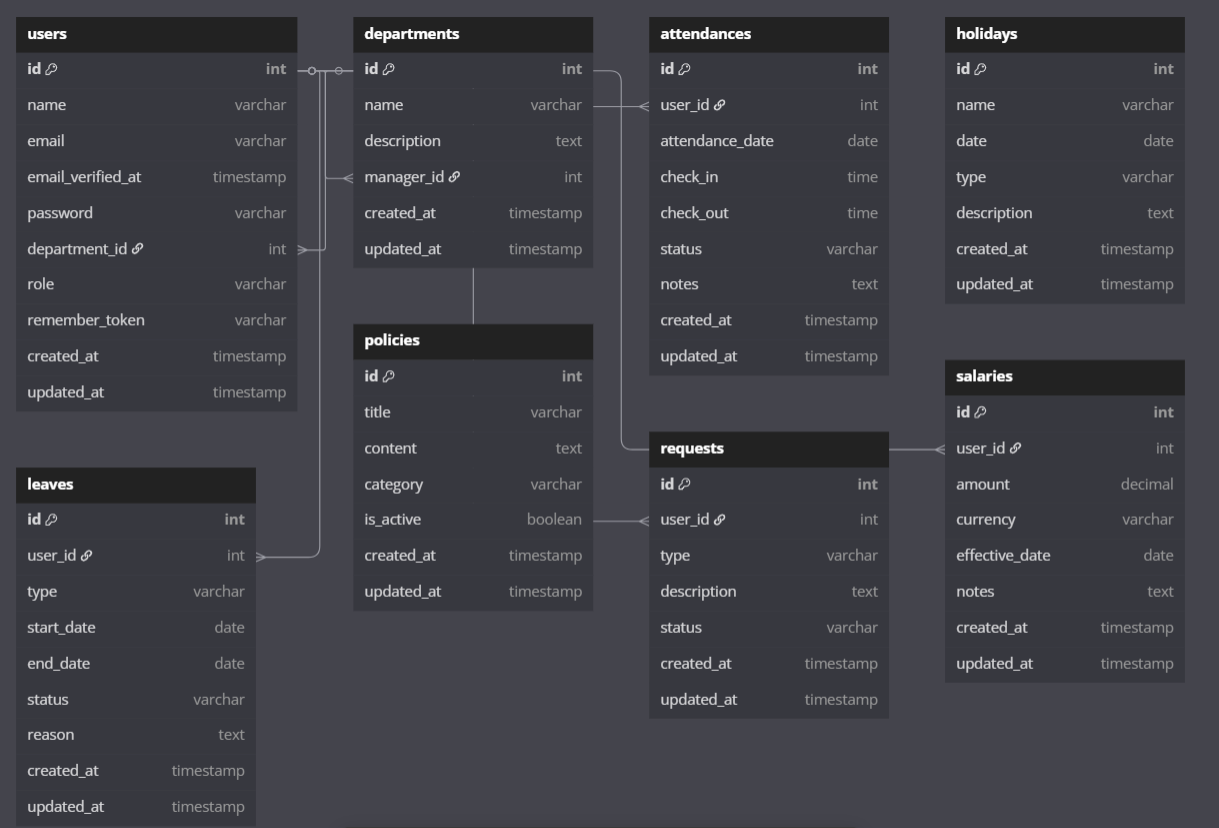 users
id int
name varchar
email varchar
email_verified_at timestamp
password varchar
department_id int
role varchar
remember_token varchar
created_at timestamp
updated_at timestamp
leaves
id int
user_id int
type varchar
start_date date
end_date date
status varchar
reason text
created_at timestamp
updated_at timestamp
departments
id int
name varchar
description text
manager_id int
created_at timestamp
updated_at timestamp
policies
id int
title varchar
content text
category varchar
is_active boolean
created_at timestamp
updated_at timestamp
attendances
id int
user_id int
attendance_date date
check_in time
check_out time
status varchar
notes text
created_at timestamp
updated_at timestamp
requests
id int
user_id int
type varchar
description text
status varchar
created_at timestamp
updated_at timestamp
holidays
id int
name varchar
date date
type varchar
description text
created_at timestamp
updated_at timestamp
salaries
id int
user_id int
amount decimal
currency varchar
effective_date date
notes text
created_at timestamp
updated_at timestamp